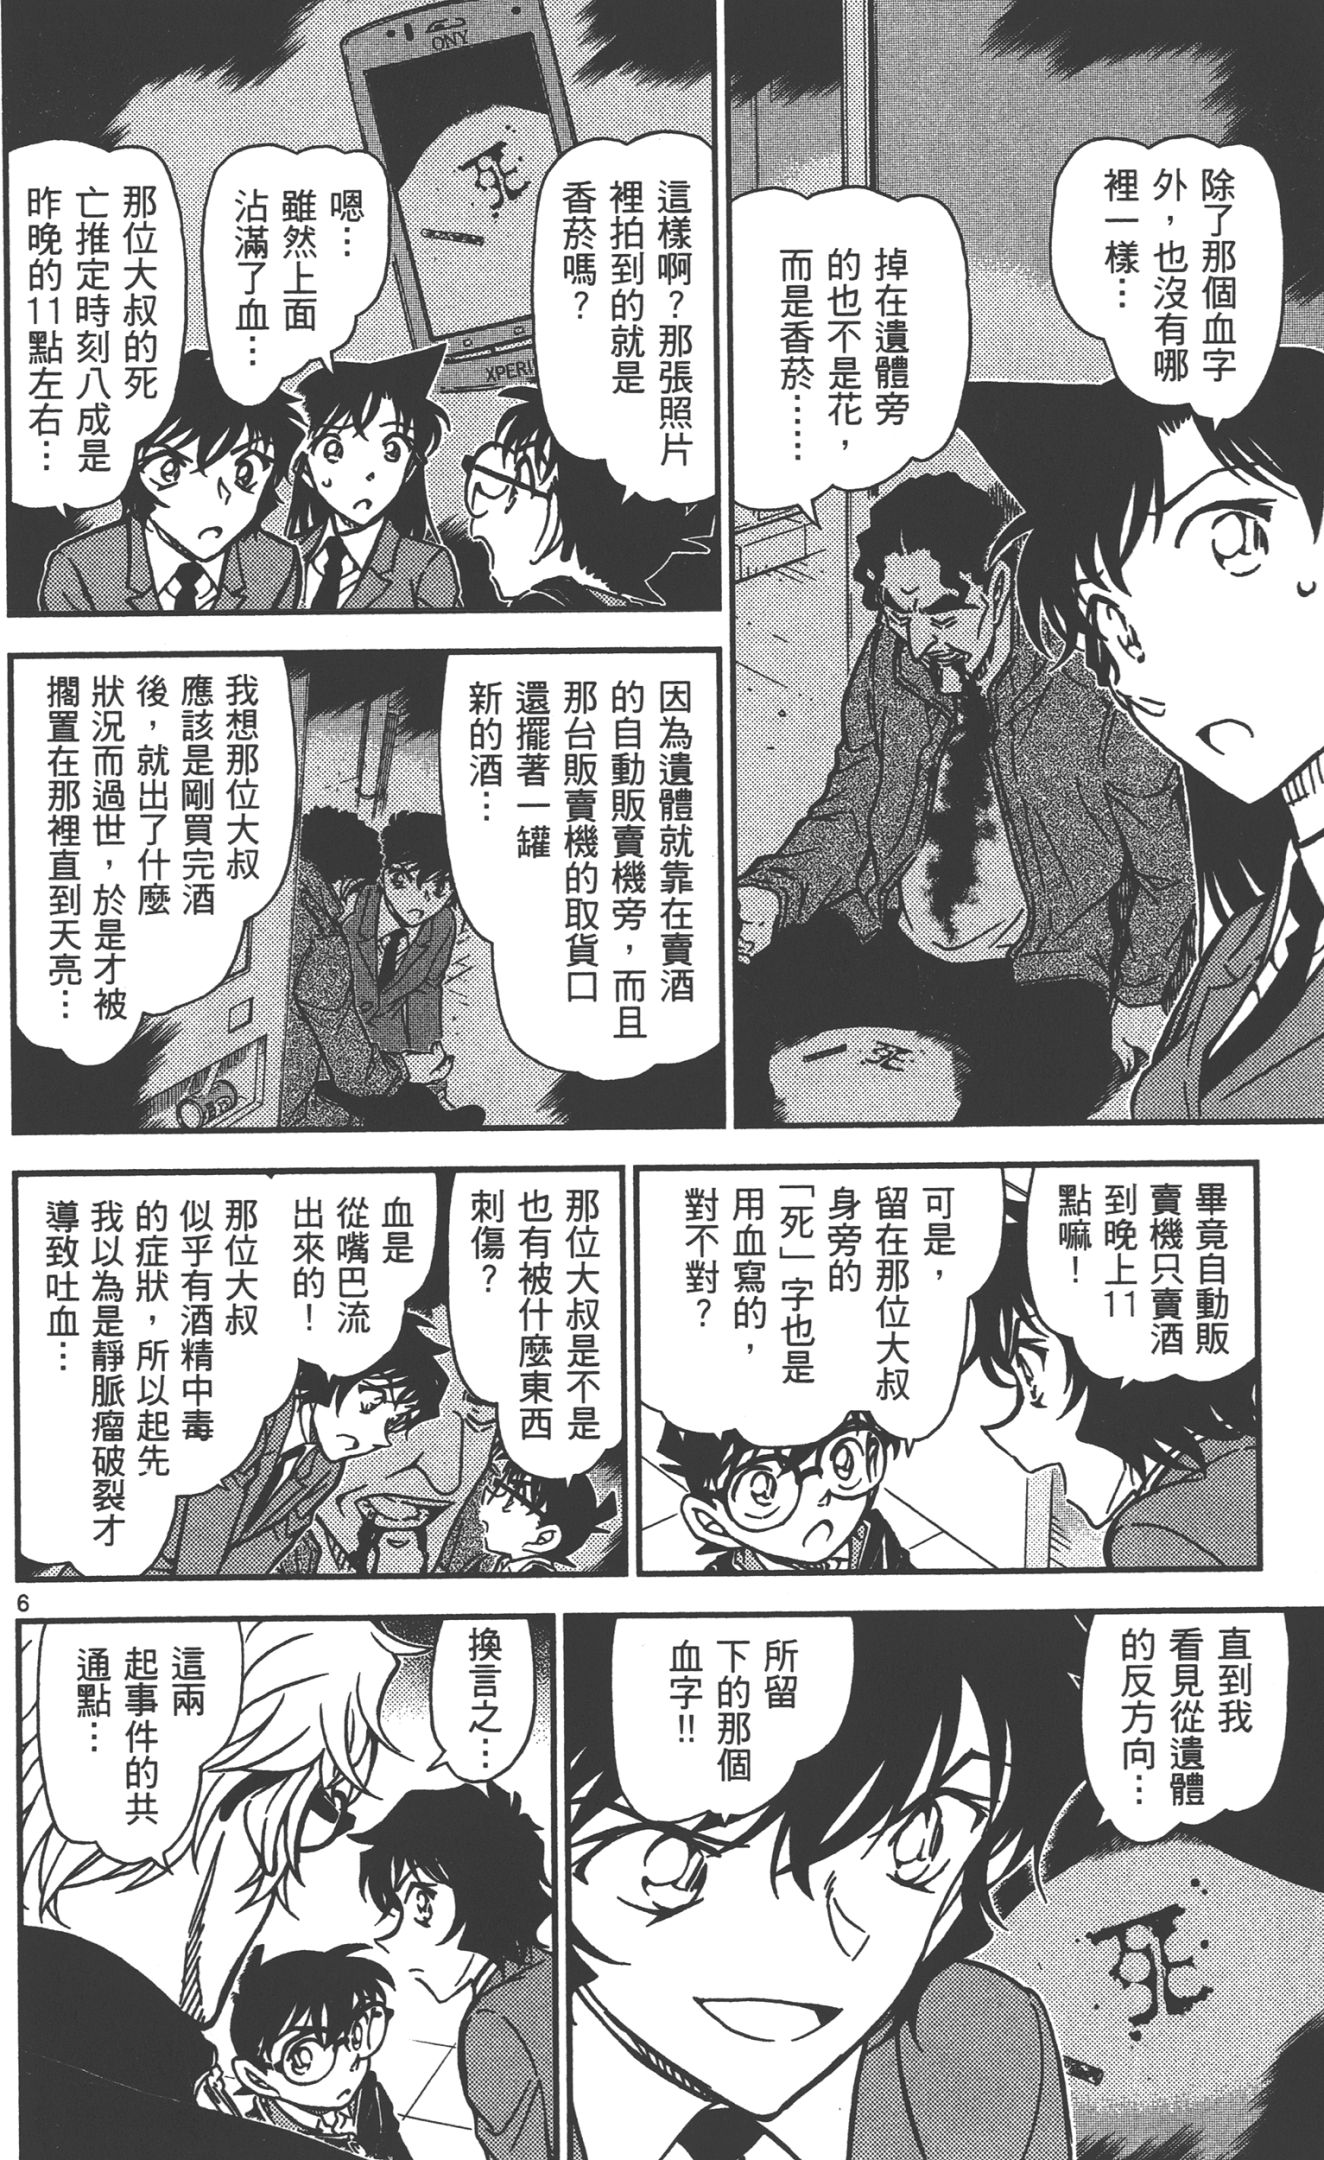 除了那個血字
外，也沒有哪
裡一樣…
掉在遺體旁
的也不是花，
而是香菸……
ONY
死
XPERI
這樣啊？那張照片
裡拍到的就是
香菸嗎？
嗯…
雖然上面
沾滿了血…
那位大叔的死
亡推定時刻八成是
昨晚的11點左右…
死
因為遺體就靠在賣酒
的自動販賣機旁，而且
那台販賣機的取貨口
還擺著一罐
新的酒…
我想那位大叔
應該是剛買完酒
後，就出了什麼
狀況而過世，於是才被
擱置在那裡直到天亮…
畢竟自動販
賣機只賣酒
到晚上11
點嘛！
可是，
留在那位大叔
身旁的
「死」字也是
用血寫的，
對不對？
那位大叔是不是
也有被什麼東西
刺傷？
血是
從嘴巴流
出來的！
那位大叔
似乎有酒精中毒
的症狀，所以起先
我以為是靜脈瘤破裂才
導致吐血…
直到我
看見從遺體
的反方向…
死
所留
下的那個
血字!!
換言之…
這兩
起事件的共
通點…
6